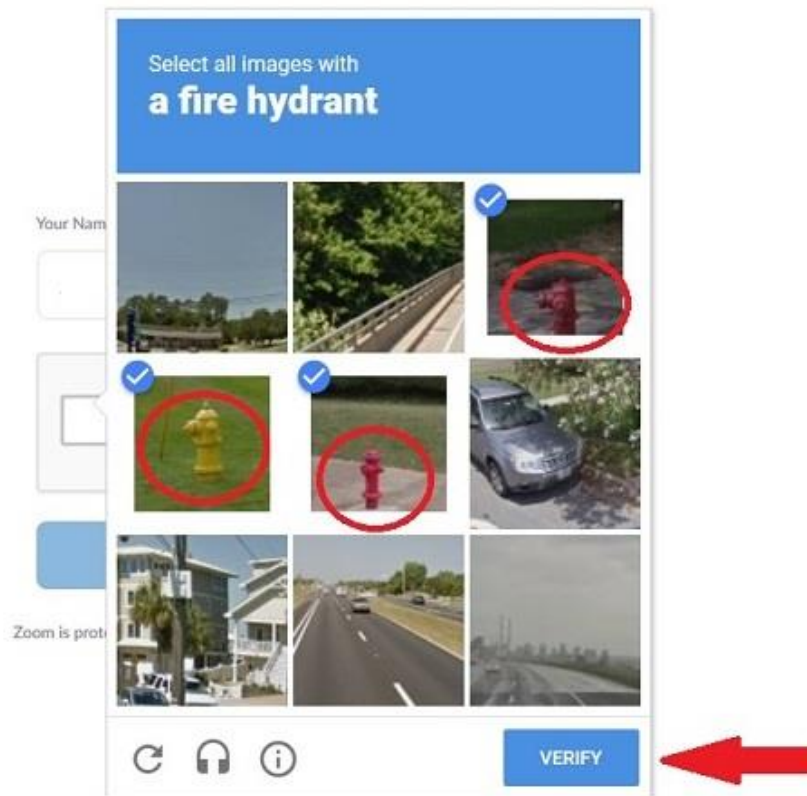 Select all images with
a fire hydrant
Your Nam
Zoom is prot
VERIFY